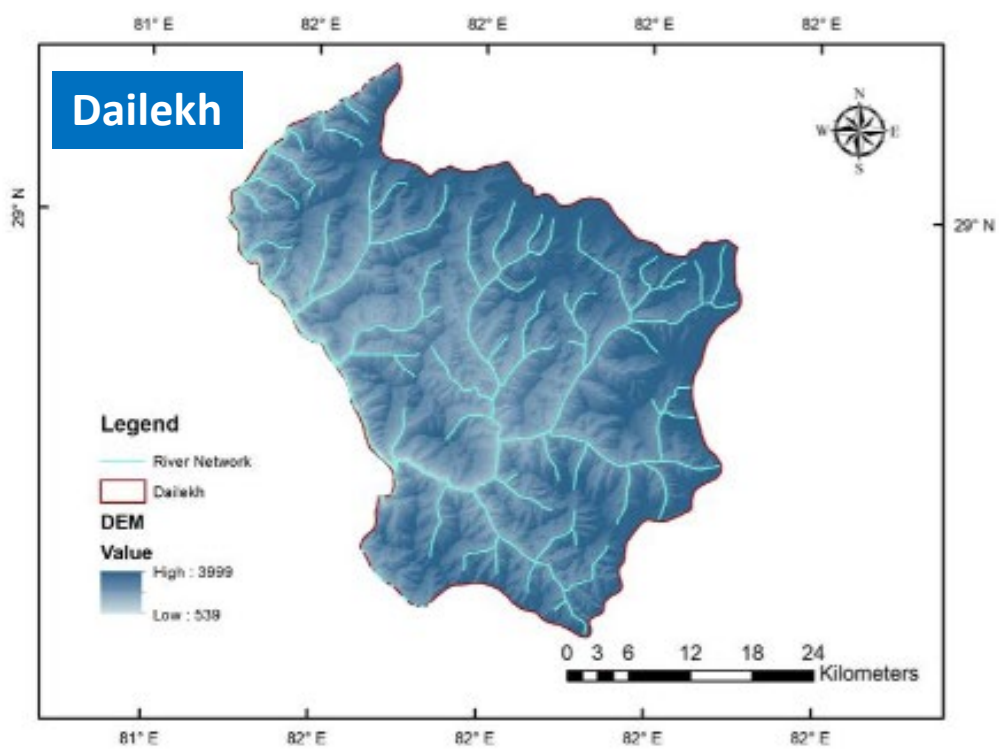 81° E 82° E 82° E 82° E 82° E
Dailekh
N
W E
S
29° N
29° N
Legend
River Network
Dailekh
DEM
Value
High : 3999
Low : 539
0 3 6 12 18 24
Kilometers
81° E 82° E 82° E 82° E 82° E